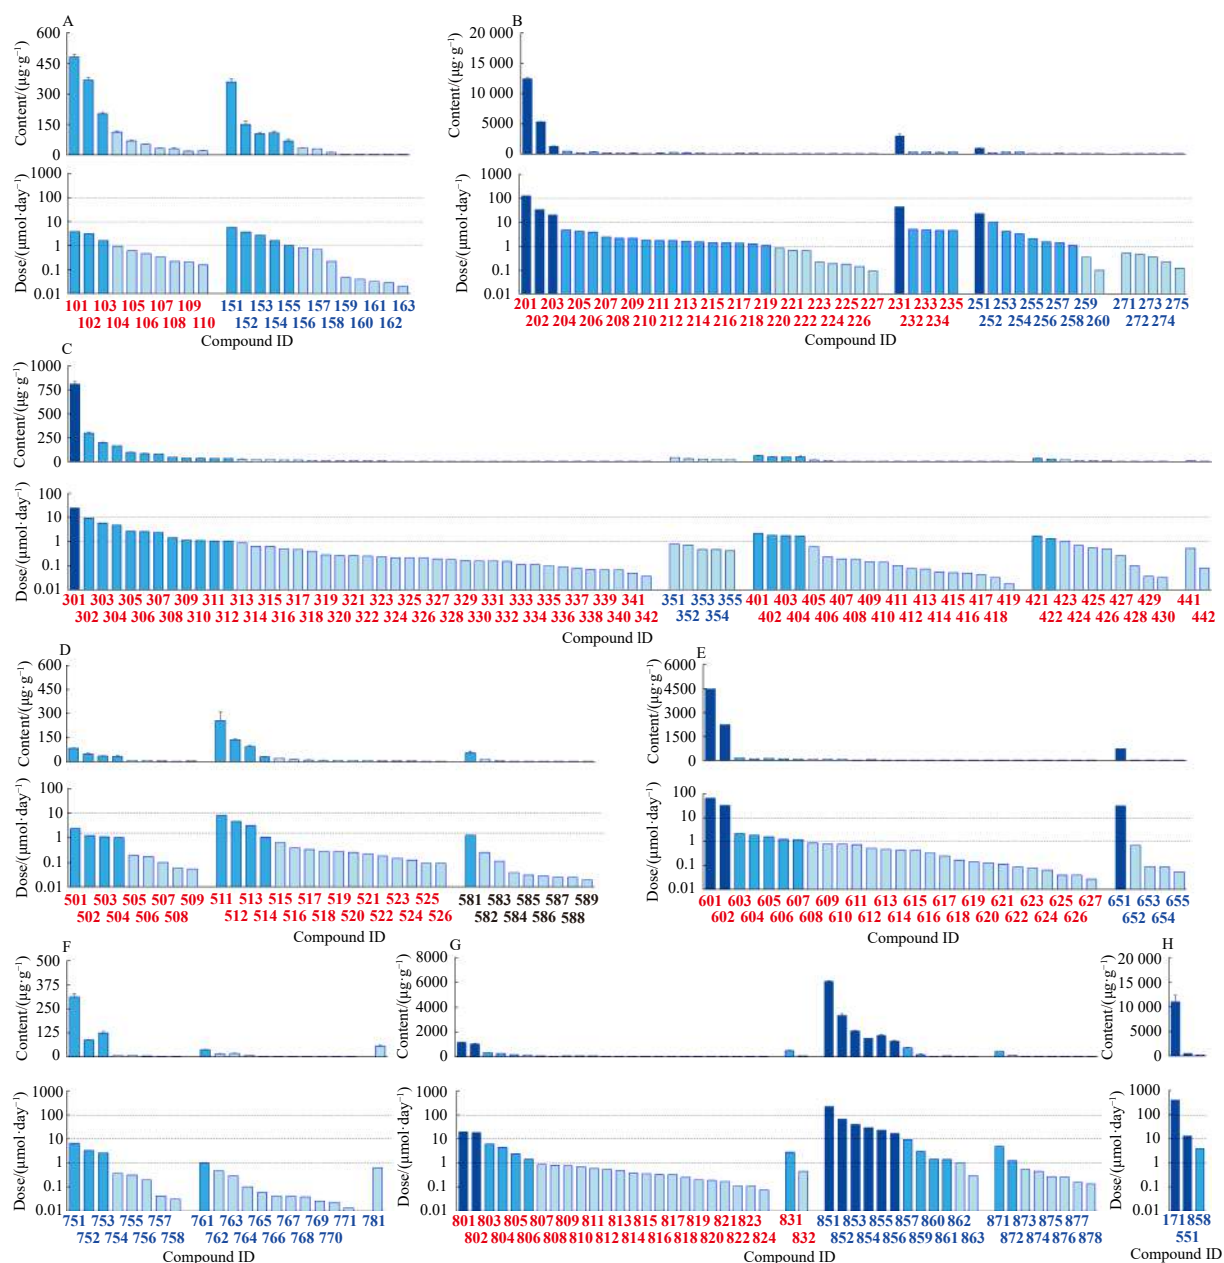 A
Content/(μg·g⁻¹)
600
450
300
150
0
Dose/(μmol·day⁻¹)
1000
100
10
1
0.1
0.01
101 103 105 107 109 151 153 155 157 159 161 163
102 104 106 108 110 152 154 156 158 160 162
Compound ID
B
Content/(μg·g⁻¹)
20 000
15 000
10 000
5000
0
Dose/(μmol·day⁻¹)
1000
100
10
1
0.1
0.01
201 203 205 207 209 211 213 215 217 219 221 223 225 227 231 233 235 251 253 255 257 259 271 273 275
202 204 206 208 210 212 214 216 218 220 222 224 226 232 234 252 254 256 258 260 272 274
Compound ID
C
Content/(μg·g⁻¹)
1000
750
500
250
0
Dose/(μmol·day⁻¹)
100
10
1
0.1
0.01
301 303 305 307 309 311 313 315 317 319 321 323 325 327 329 331 333 335 337 339 341 351 353 355 401 403 405 407 409 411 413 415 417 419 421 423 425 427 429 441
302 304 306 308 310 312 314 316 318 320 322 324 326 328 330 332 334 336 338 340 342 352 354 402 404 406 408 410 412 414 416 418 422 424 426 428 430 442
Compound lD
D
Content/(μg·g⁻¹)
600
450
300
150
0
Dose/(μmol·day⁻¹)
100
10
1
0.1
0.01
501 503 505 507 509 511 513 515 517 519 521 523 525 581 583 585 587 589
502 504 506 508 512 514 516 518 520 522 524 526 582 584 586 588
Compound ID
E
Content/(μg·g⁻¹)
6000
4500
3000
1500
0
Dose/(μmol·day⁻¹)
100
10
1
0.1
0.01
601 603 605 607 609 611 613 615 617 619 621 623 625 627 651 653 655
602 604 606 608 610 612 614 616 618 620 622 624 626 652 654
Compound ID
F
Content/(μg·g⁻¹)
500
375
250
125
0
Dose/(μmol·day⁻¹)
1000
100
10
1
0.1
0.01
751 753 755 757 761 763 765 767 769 771 781
752 754 756 758 762 764 766 768 770
Compound ID
G
Content/(μg·g⁻¹)
8000
6000
4000
2000
0
Dose/(μmol·day⁻¹)
1000
100
10
1
0.1
0.01
801 803 805 807 809 811 813 815 817 819 821 823 831 851 853 855 857 860 862 871 873 875 877
802 804 806 808 810 812 814 816 818 820 822 824 832 852 854 856 859 861 863 872 874 876 878
Compound ID
H
Content/(μg·g⁻¹)
20 000
15 000
10 000
5000
0
Dose/(μmol·day⁻¹)
1000
100
10
1
0.1
0.01
171 858
551
Compound ID